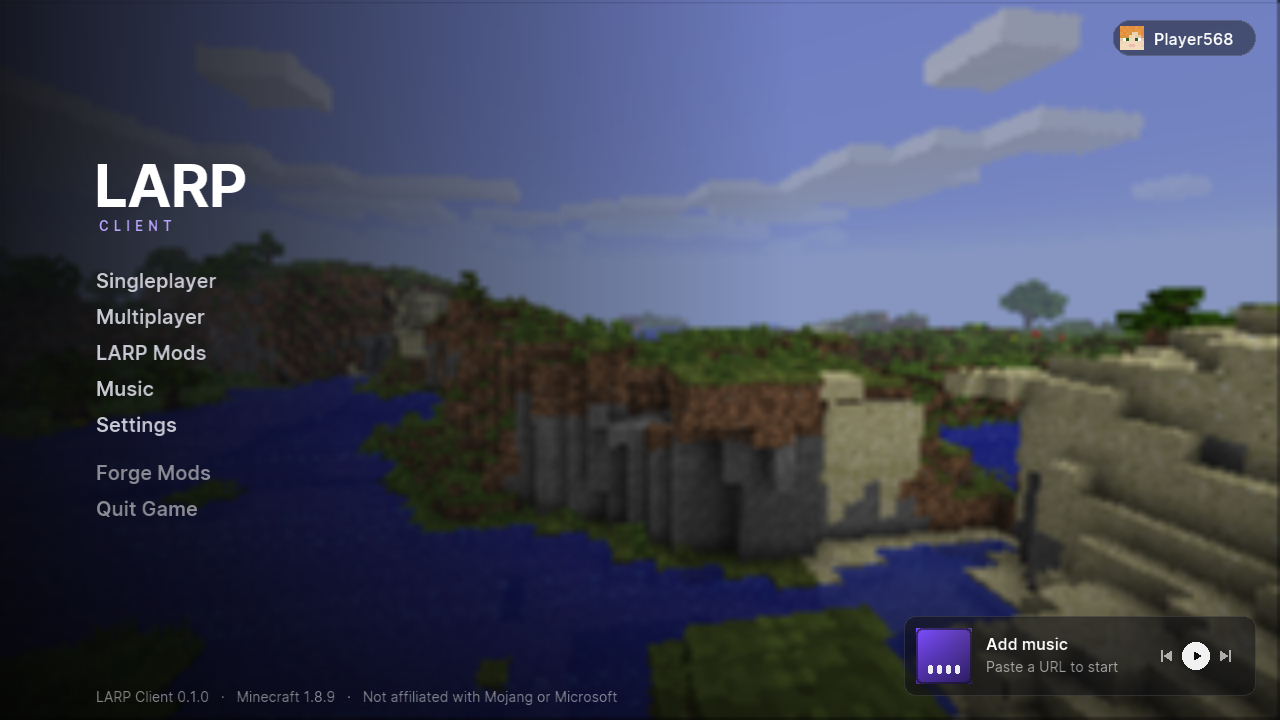 Player568
LARP
CLIENT
Singleplayer
Multiplayer
LARP Mods
Music
Settings
Forge Mods
Quit Game
Add music
Paste a URL to start
LARP Client 0.1.0 · Minecraft 1.8.9 · Not affiliated with Mojang or Microsoft